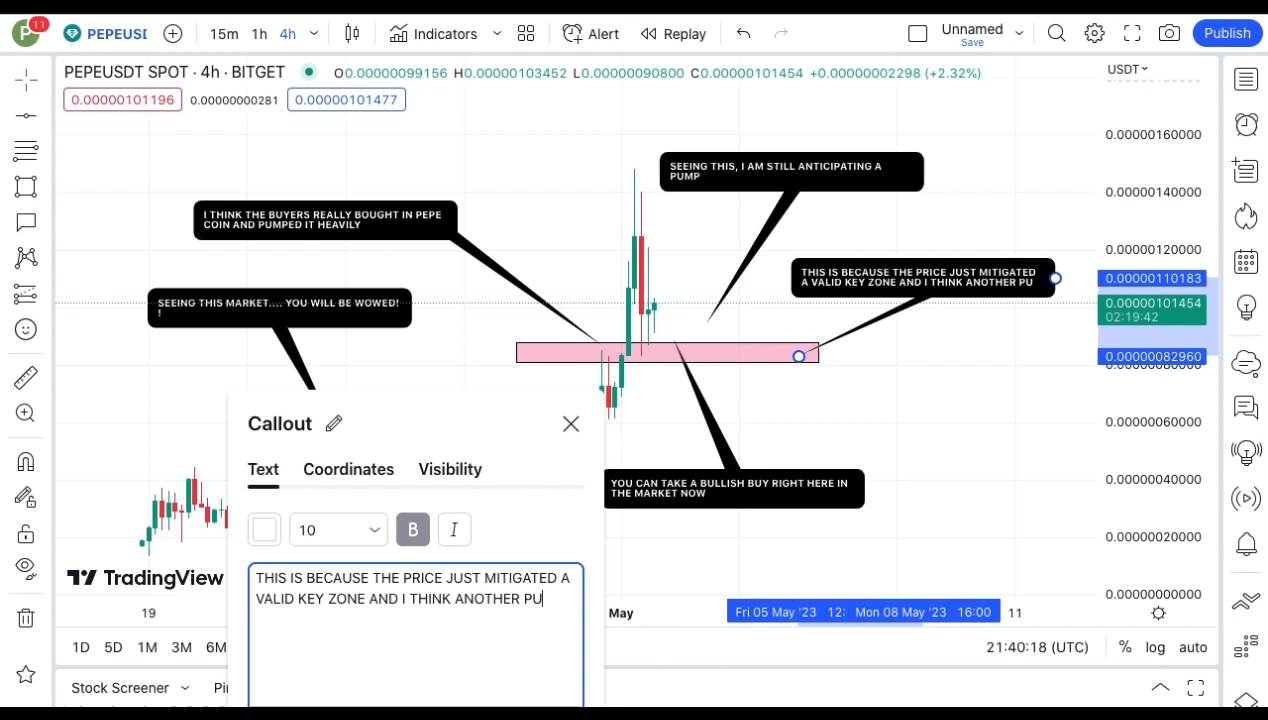 P 11 PEPEUSI 15m 1h 4h Indicators Alert Replay Unnamed Save Publish
PEPEUSDT SPOT · 4h · BITGET O0.00000099156 H0.00000103452 L0.00000090800 C0.00000101454 +0.00000002298 (+2.32%) USDT
0.00000101196 0.00000000281 0.00000101477
0.00000160000
SEEING THIS, I AM STILL ANTICIPATING A
PUMP
0.00000140000
I THINK THE BUYERS REALLY BOUGHT IN PEPE
COIN AND PUMPED IT HEAVILY
0.00000120000
THIS IS BECAUSE THE PRICE JUST MITIGATED
A VALID KEY ZONE AND I THINK ANOTHER PU
0.00000110183
SEEING THIS MARKET.... YOU WILL BE WOWED!
!
0.00000101454
02:19:42
0.00000082960
0.00000080000
0.00000060000
Callout
Text Coordinates Visibility
YOU CAN TAKE A BULLISH BUY RIGHT HERE IN
THE MARKET NOW
0.00000040000
10 B I
0.00000020000
THIS IS BECAUSE THE PRICE JUST MITIGATED A
VALID KEY ZONE AND I THINK ANOTHER PU
TradingView
0.00000000000
19 May Fri 05 May '23 12: Mon 08 May '23 16:00 11
1D 5D 1M 3M 6M 21:40:18 (UTC) % log auto
Stock Screener Pi